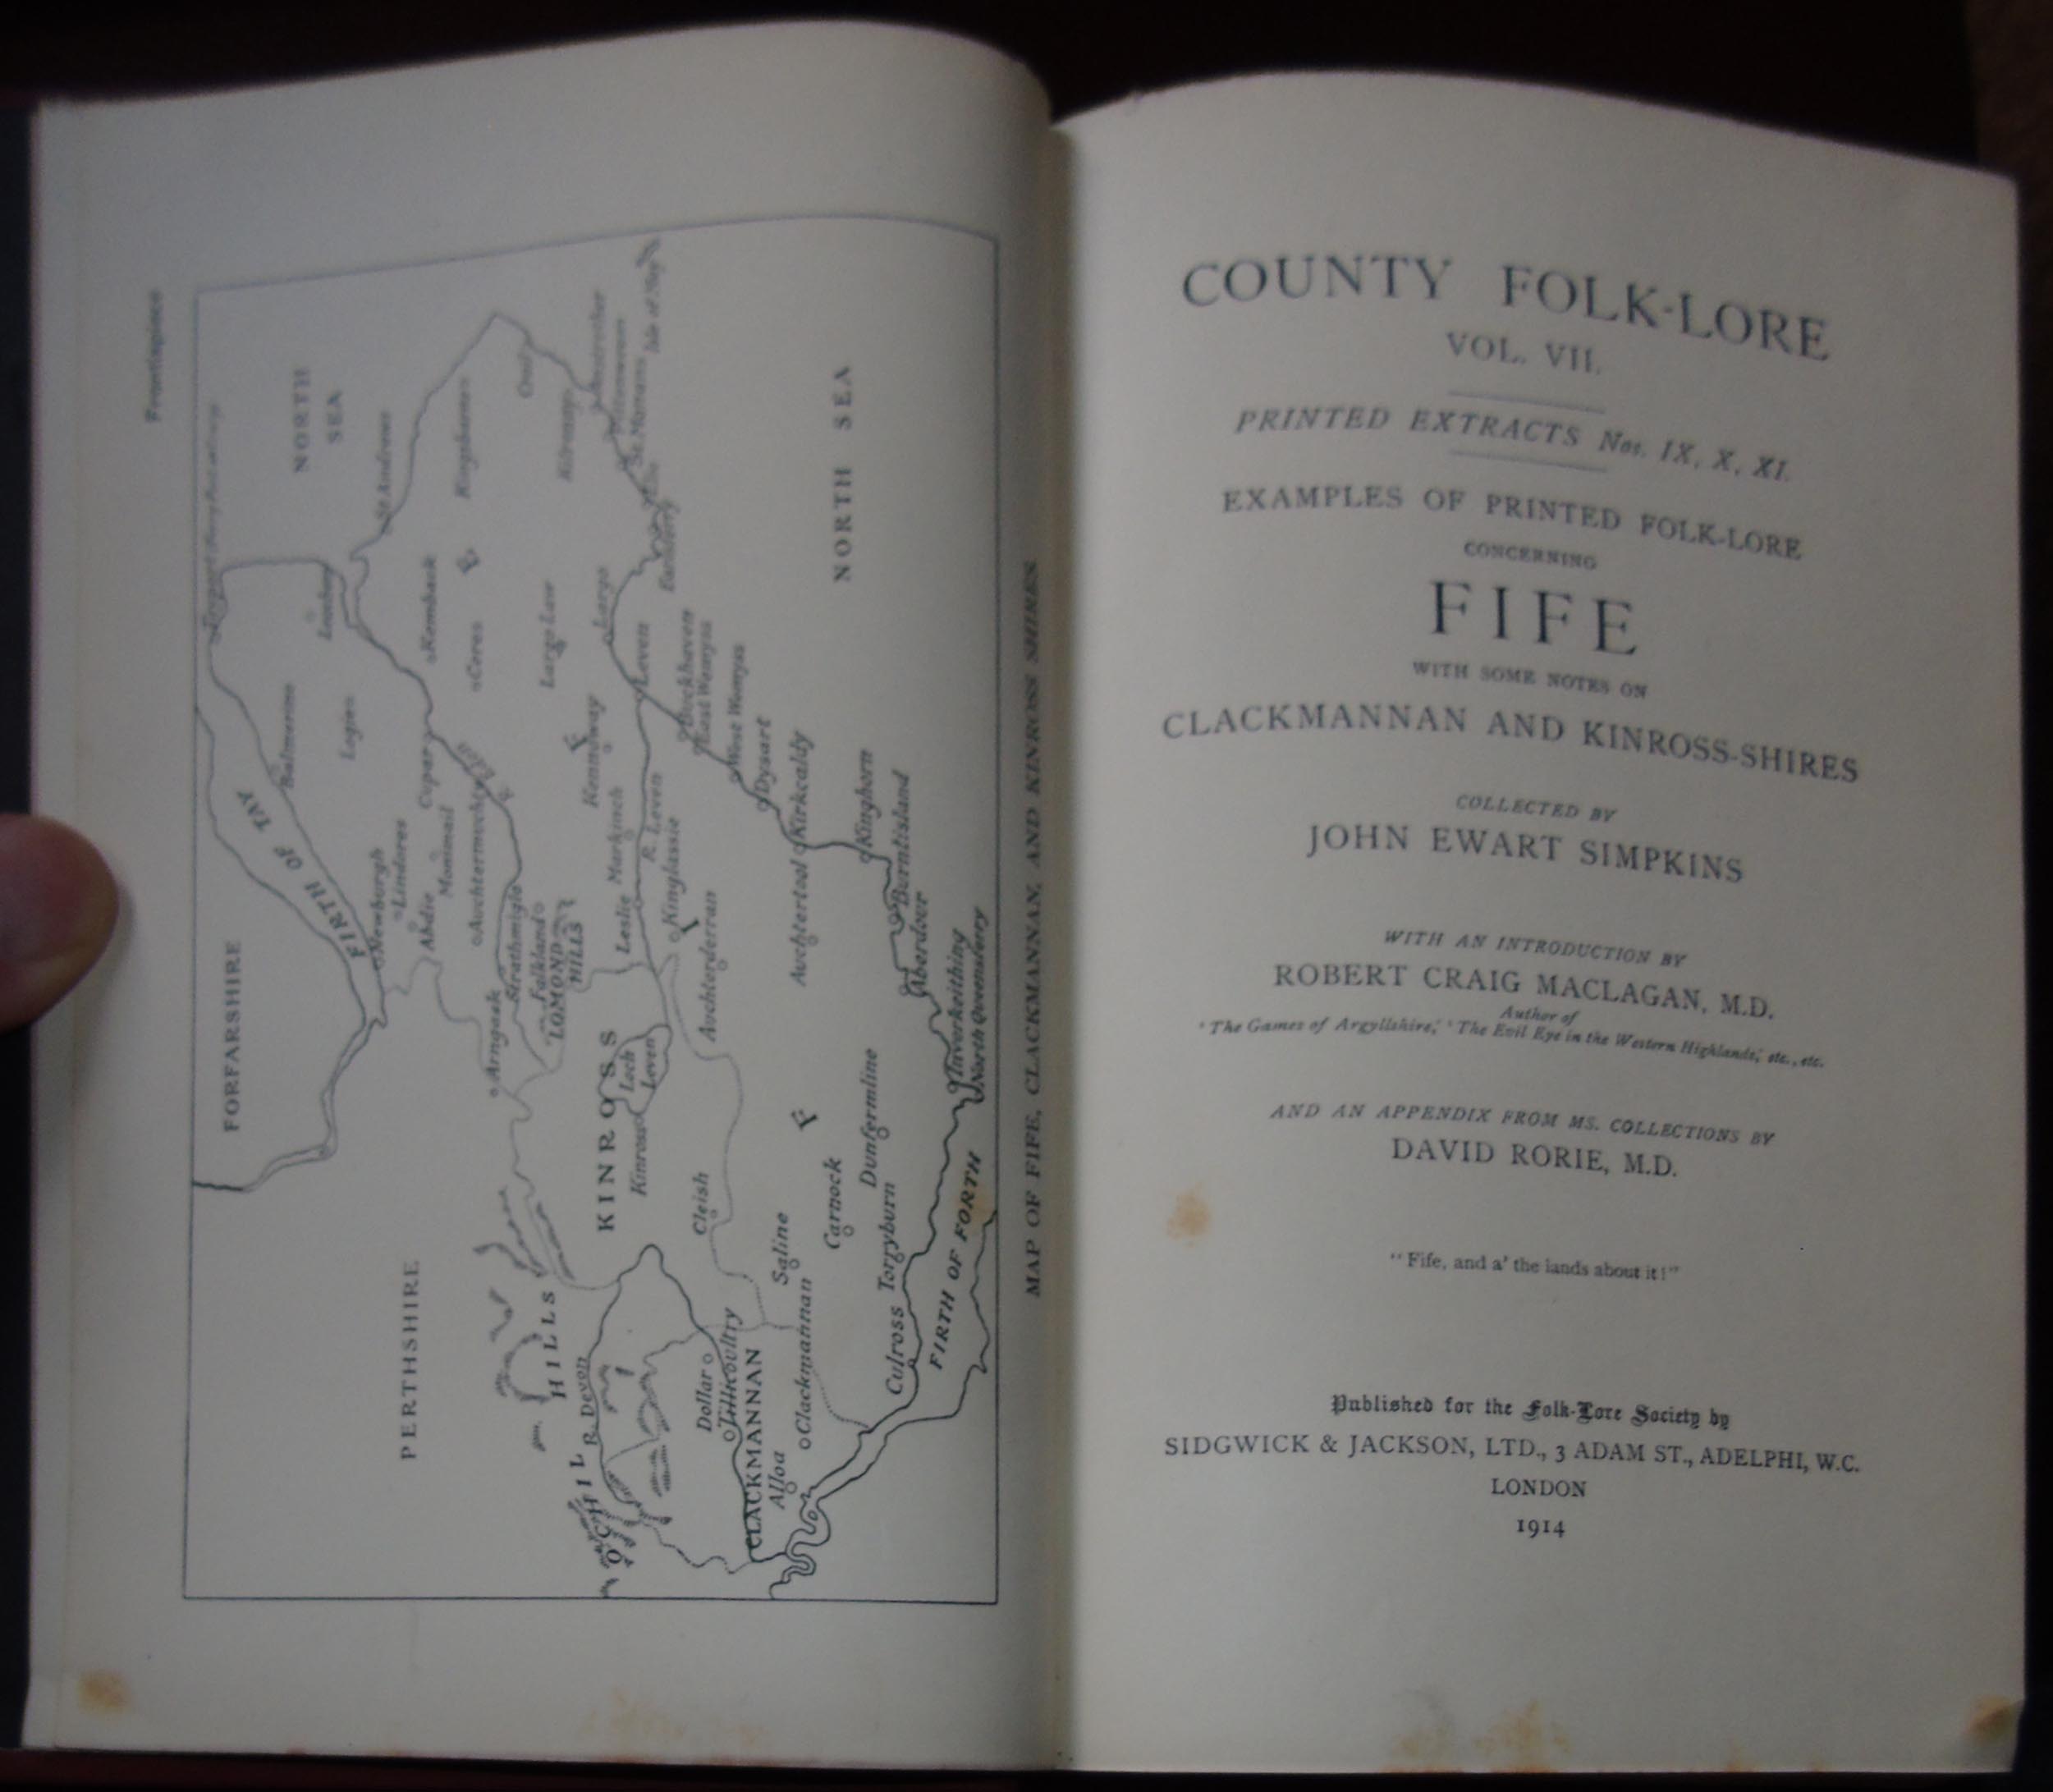 Frontispiece
NORTH
SEA
St Andrews
Kingsbarns
Crail
Kilrenny
Anstruther
Pittenweem
St. Monans
Isle of May
Elie
Earlsferry
NORTH SEA
Leuchars
Kemback
Ceres
Largo Law
Largo
Leven
Buckhaven
East Wemyss
West Wemyss
Dysart
Kirkcaldy
Kinghorn
Burntisland
Aberdour
Inverkeithing
North Queensferry
Balmerino
Logie
Cupar
R. Eden
Kennoway
Markinch
R. Leven
Kinglassie
Leslie
Auchterderran
Auchtertool
FIRTH OF TAY
Newburgh
Lindores
Abdie
Monimail
Auchtermuchty
Strathmiglo
Falkland
LOMOND
HILLS
Arngask
FORFARSHIRE
F I F E
KINROSS
Loch
Leven
Kinross
Cleish
Saline
Carnock
Dunfermline
Torryburn
Culross
FIRTH OF FORTH
PERTHSHIRE
OCHIL HILLS
R. Devon
Dollar
Tillicoultry
CLACKMANNAN
Clackmannan
Alloa
MAP OF FIFE, CLACKMANNAN, AND KINROSS SHIRES
COUNTY FOLK-LORE
VOL. VII.
PRINTED EXTRACTS Nos. IX, X, XI.
EXAMPLES OF PRINTED FOLK-LORE
CONCERNING
FIFE
WITH SOME NOTES ON
CLACKMANNAN AND KINROSS-SHIRES
COLLECTED BY
JOHN EWART SIMPKINS
WITH AN INTRODUCTION BY
ROBERT CRAIG MACLAGAN, M.D.
Author of
'The Games of Argyllshire,' 'The Evil Eye in the Western Highlands,' etc., etc.
AND AN APPENDIX FROM MS. COLLECTIONS BY
DAVID RORIE, M.D.
"Fife, and a' the lands about it!"
Published for the Folk-Lore Society by
SIDGWICK & JACKSON, LTD., 3 ADAM ST., ADELPHI, W.C.
LONDON
1914